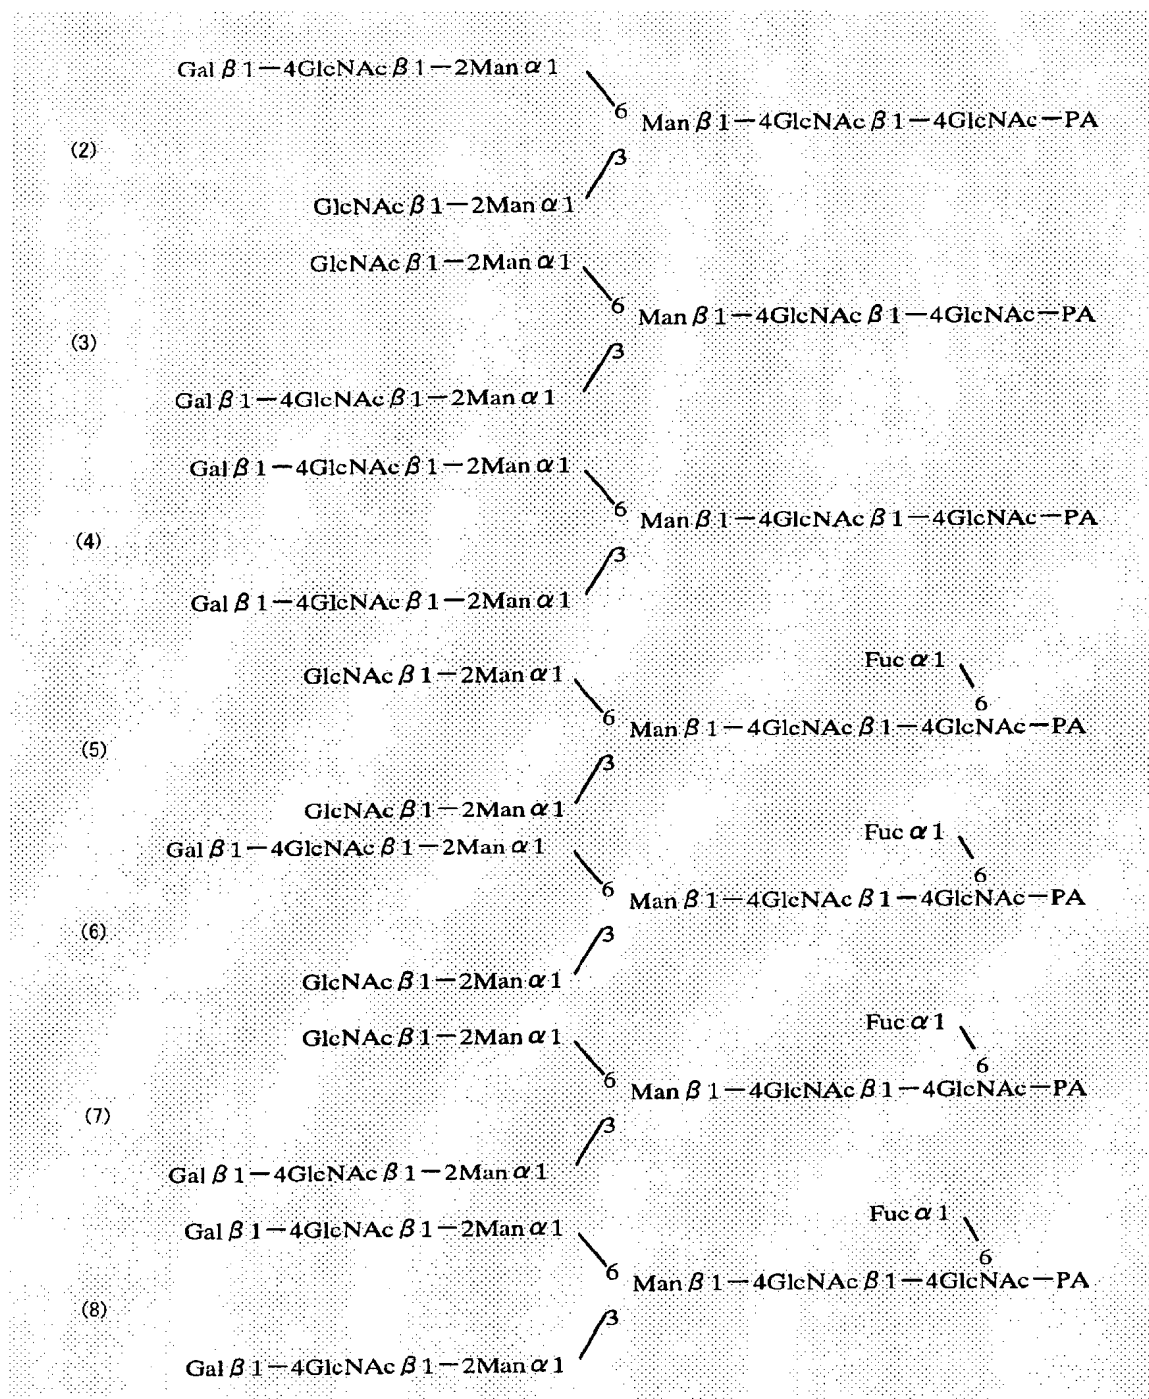 Gal β 1-4GlcNAc β 1-2Man α 1
6
Man β 1-4GlcNAc β 1-4GlcNAc-PA
(2)
3
GlcNAc β 1-2Man α 1
GlcNAc β 1-2Man α 1
6
Man β 1-4GlcNAc β 1-4GlcNAc-PA
(3)
3
Gal β 1-4GlcNAc β 1-2Man α 1
Gal β 1-4GlcNAc β 1-2Man α 1
6
Man β 1-4GlcNAc β 1-4GlcNAc-PA
(4)
3
Gal β 1-4GlcNAc β 1-2Man α 1
Fuc α 1
GlcNAc β 1-2Man α 1
6
6
Man β 1-4GlcNAc β 1-4GlcNAc-PA
(5)
3
GlcNAc β 1-2Man α 1
Fuc α 1
Gal β 1-4GlcNAc β 1-2Man α 1
6
6
Man β 1-4GlcNAc β 1-4GlcNAc-PA
(6)
3
GlcNAc β 1-2Man α 1
Fuc α 1
GlcNAc β 1-2Man α 1
6
6
Man β 1-4GlcNAc β 1-4GlcNAc-PA
(7)
3
Gal β 1-4GlcNAc β 1-2Man α 1
Fuc α 1
Gal β 1-4GlcNAc β 1-2Man α 1
6
6
Man β 1-4GlcNAc β 1-4GlcNAc-PA
(8)
3
Gal β 1-4GlcNAc β 1-2Man α 1